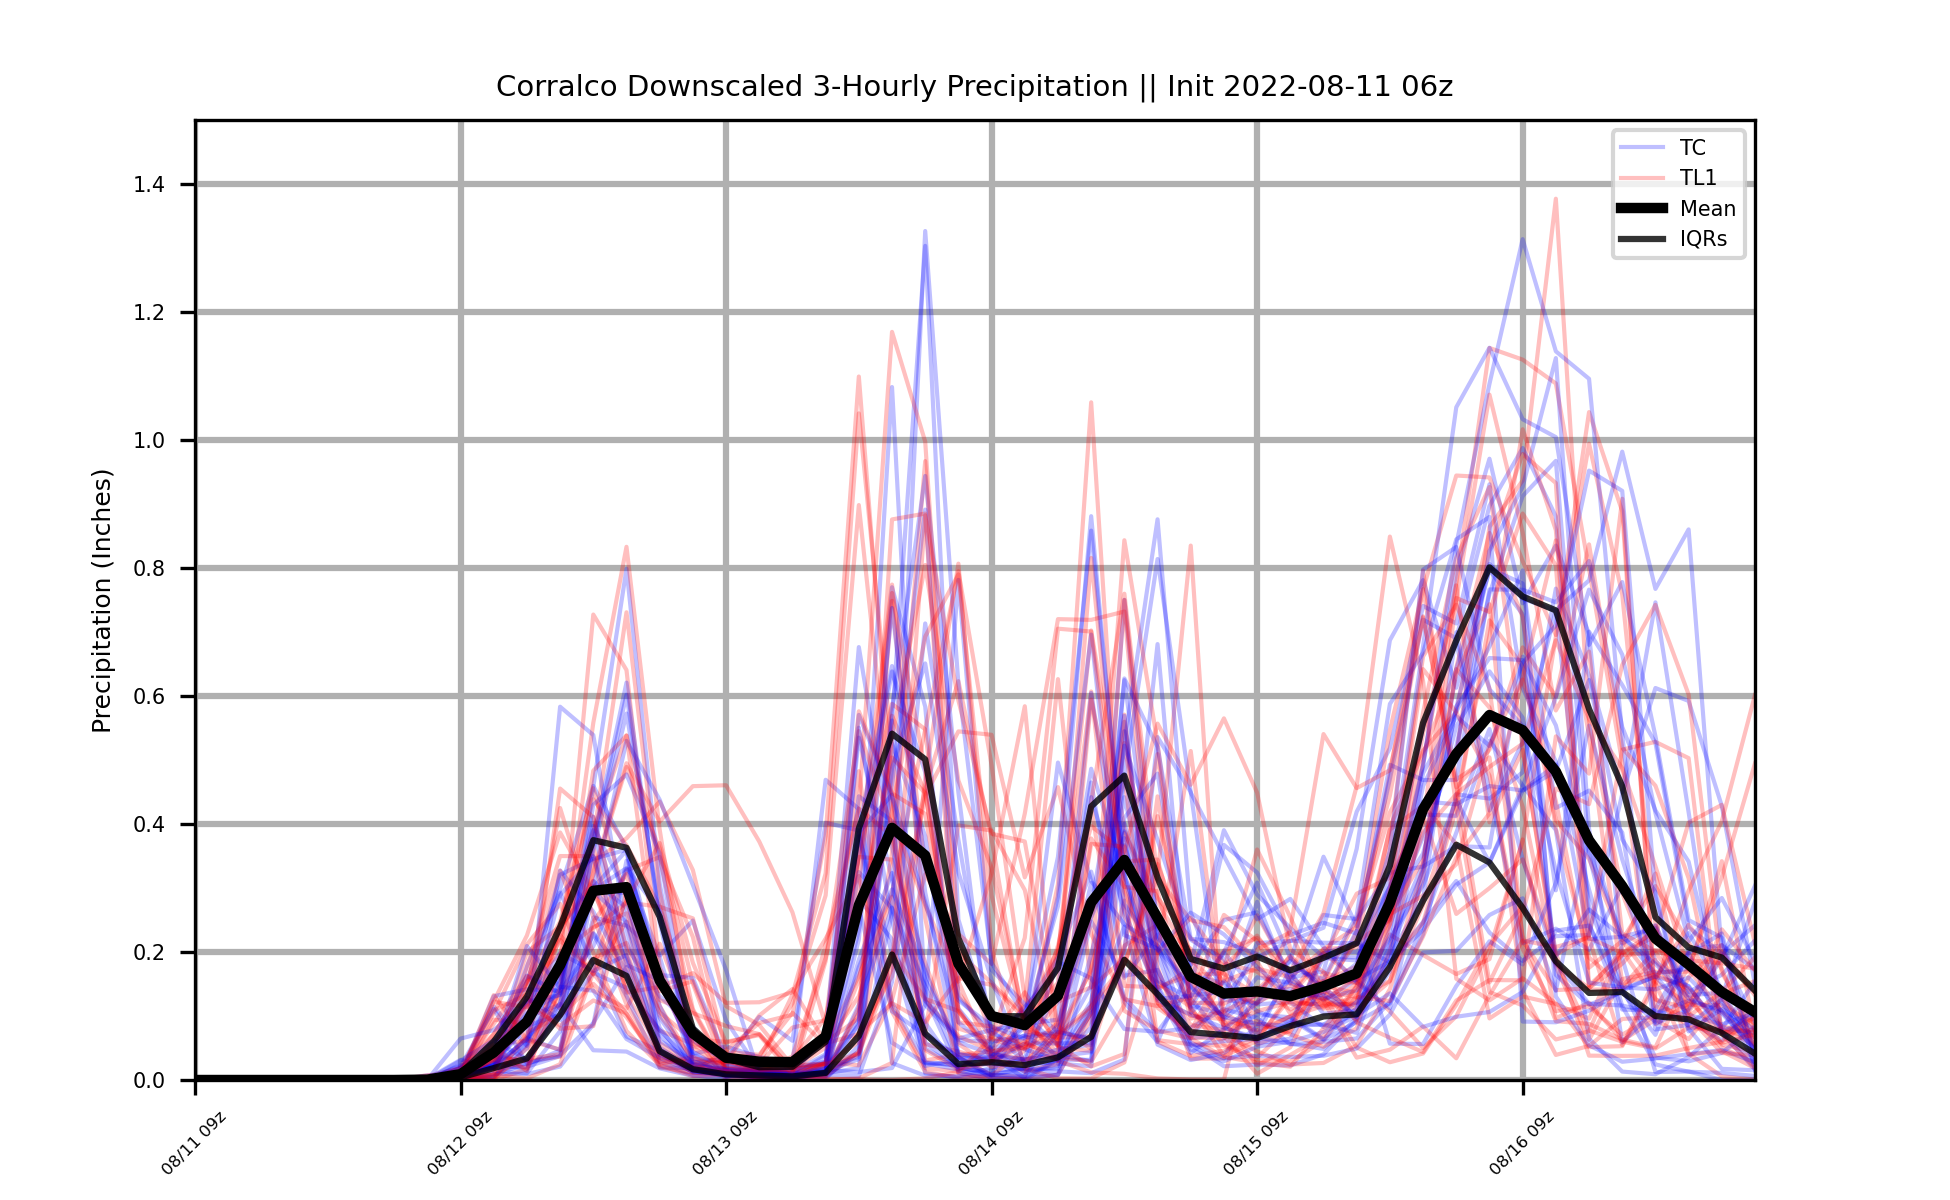 Corralco Downscaled 3-Hourly Precipitation || Init 2022-08-11 06z
TC
TL1
Mean
IQRs
Precipitation (Inches)
1.4
1.2
1.0
0.8
0.6
0.4
0.2
0.0
08/11 09z
08/12 09z
08/13 09z
08/14 09z
08/15 09z
08/16 09z